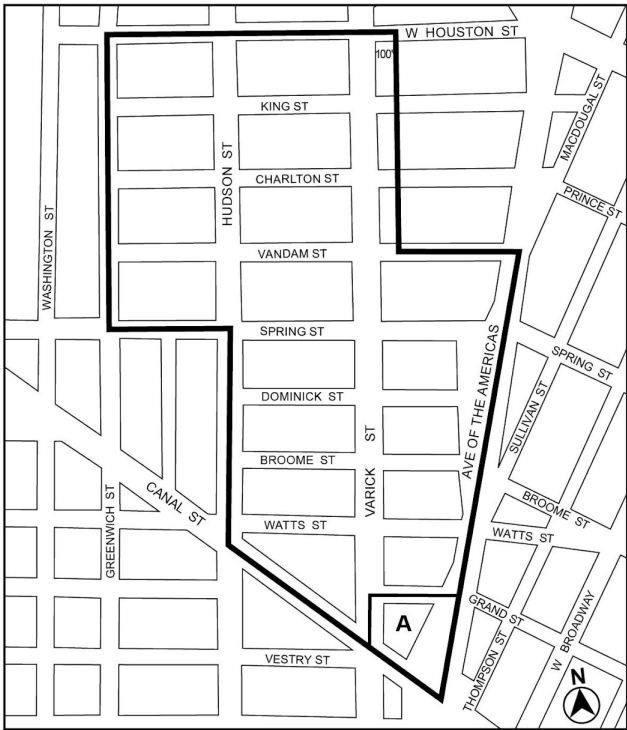 W HOUSTON ST
100'
KING ST
MACDOUGAL ST
HUDSON ST
CHARLTON ST
PRINCE ST
WASHINGTON ST
VANDAM ST
SPRING ST
SPRING ST
AVE OF THE AMERICAS
SULLIVAN ST
DOMINICK ST
VARICK ST
BROOME ST
CANAL ST
GREENWICH ST
BROOME ST
WATTS ST
WATTS ST
A
GRAND ST
THOMPSON ST
W BROADWAY
VESTRY ST
N